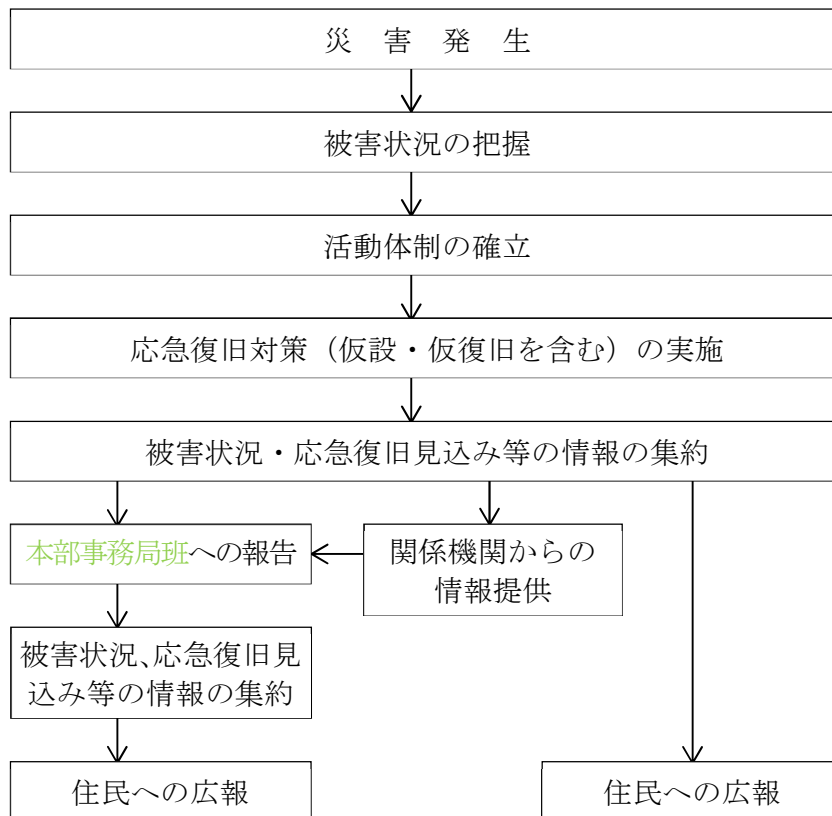 災 害 発 生
被害状況の把握
活動体制の確立
応急復旧対策（仮設・仮復旧を含む）の実施
被害状況・応急復旧見込み等の情報の集約
本部事務局班への報告
関係機関からの
情報提供
被害状況、応急復旧見
込み等の情報の集約
住民への広報
住民への広報